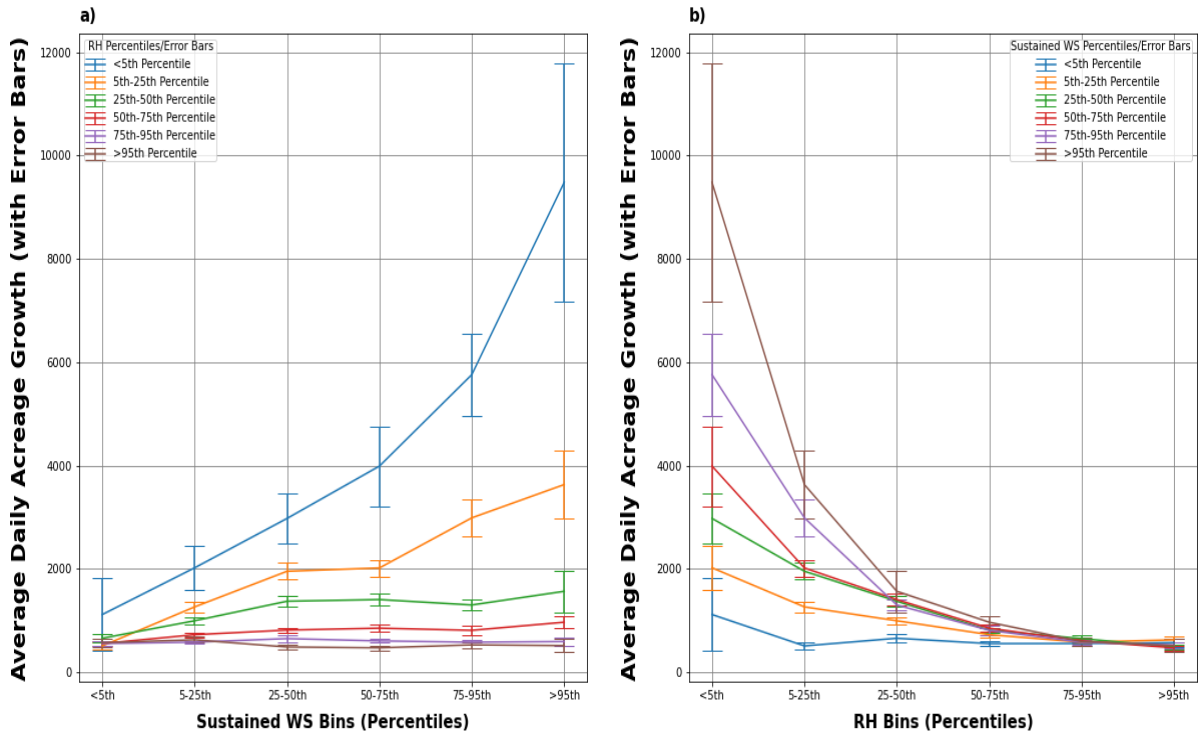 a)
Average Daily Acreage Growth (with Error Bars)
12000
10000
8000
6000
4000
2000
0
RH Percentiles/Error Bars
<5th Percentile
5th-25th Percentile
25th-50th Percentile
50th-75th Percentile
75th-95th Percentile
>95th Percentile
<5th
5-25th
25-50th
50-75th
75-95th
>95th
Sustained WS Bins (Percentiles)
b)
Average Daily Acreage Growth (with Error Bars)
12000
10000
8000
6000
4000
2000
0
Sustained WS Percentiles/Error Bars
<5th Percentile
5th-25th Percentile
25th-50th Percentile
50th-75th Percentile
75th-95th Percentile
>95th Percentile
<5th
5-25th
25-50th
50-75th
75-95th
>95th
RH Bins (Percentiles)